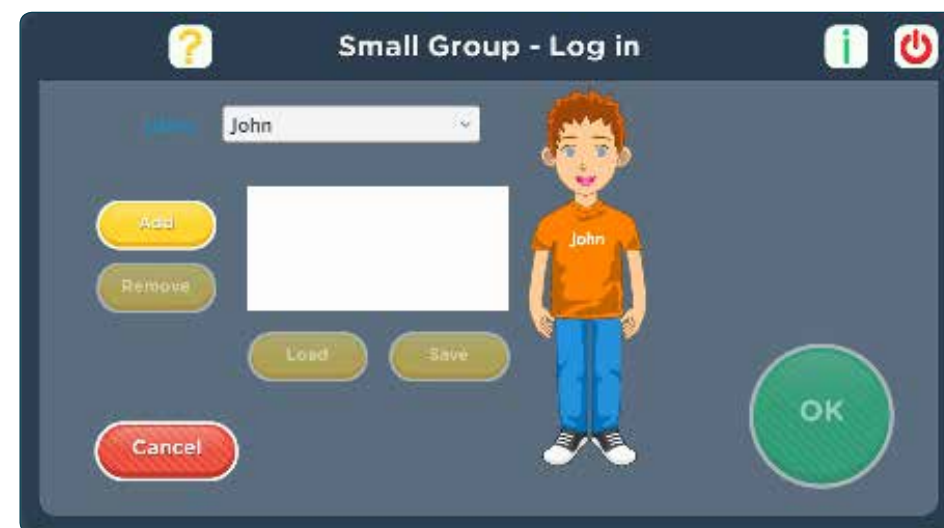 ? Small Group - Log in i
John
John
Add
Remove
Load Save
Cancel
OK